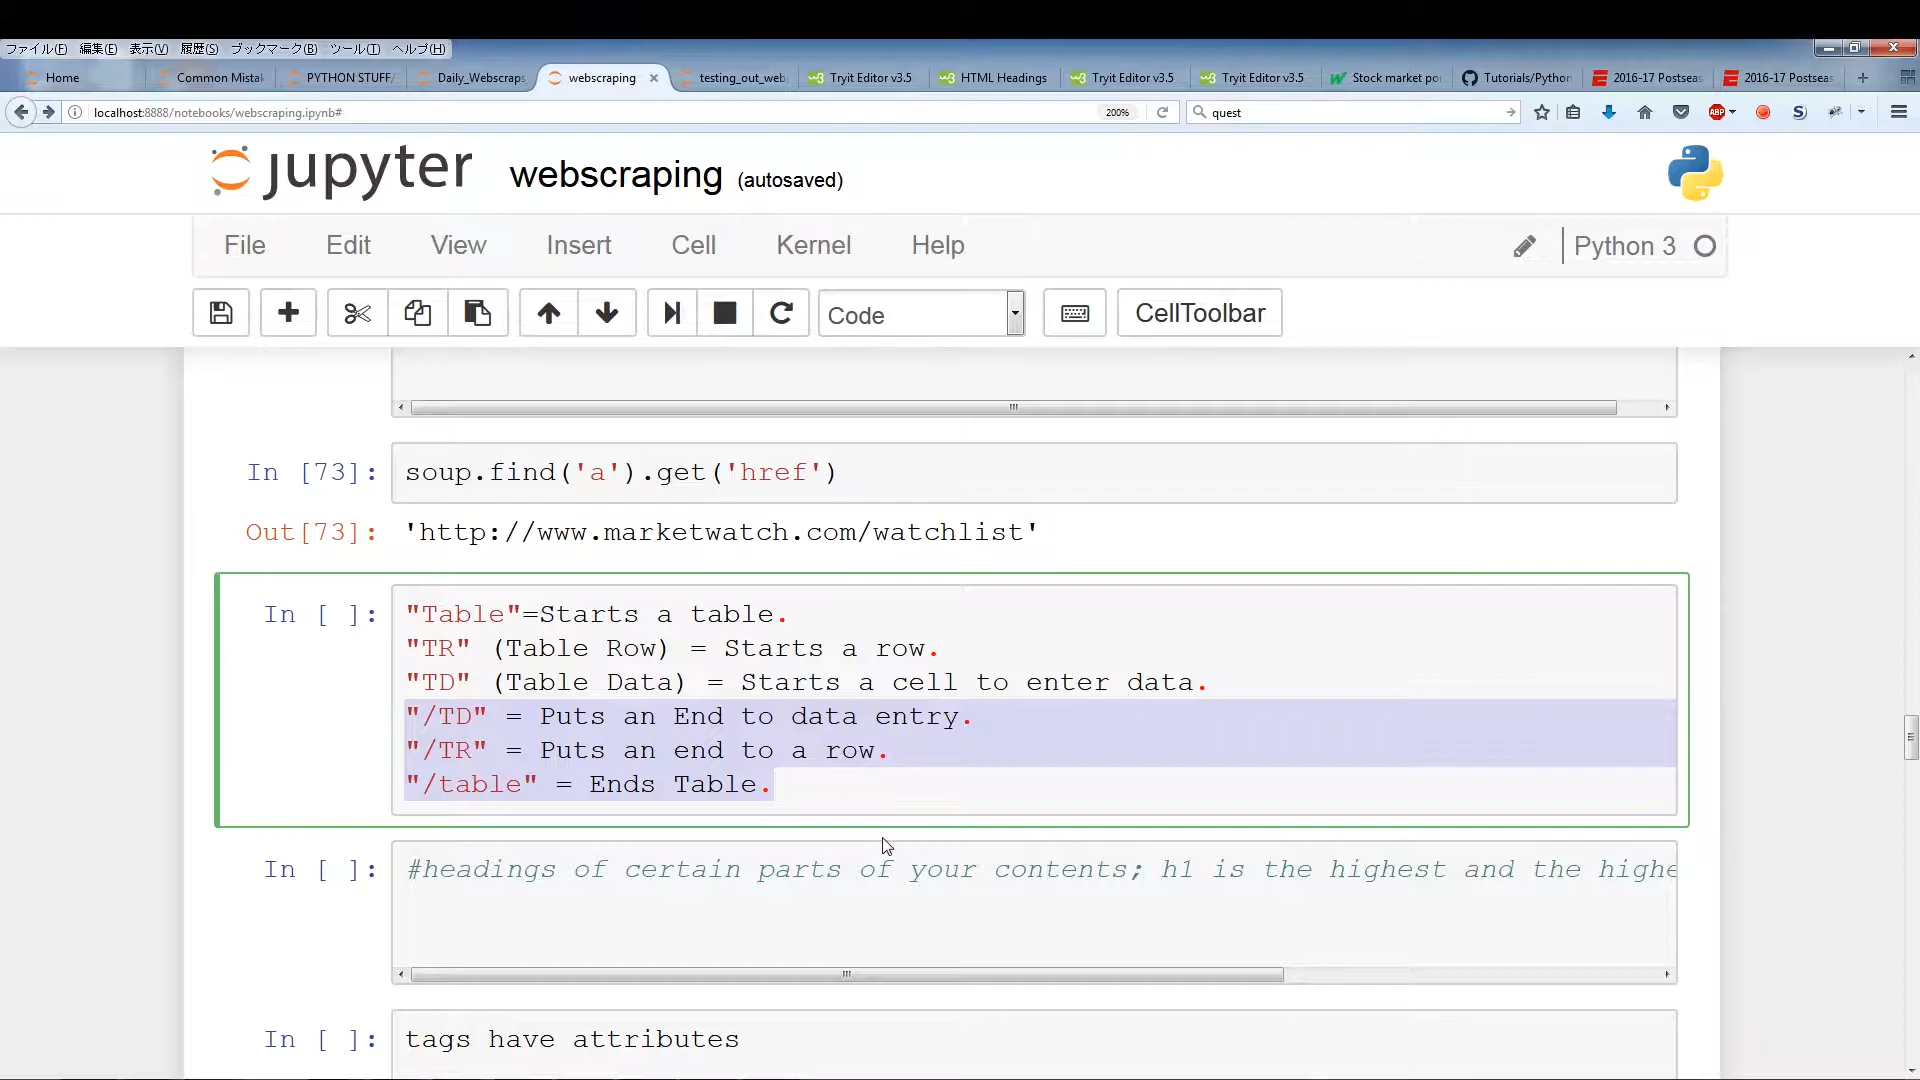 ファイル(F) 編集(E) 表示(V) 履歴(S) ブックマーク(B) ツール(T) ヘルプ(H)
Home Common Mistak PYTHON STUFF/ Daily_Webscraps webscraping testing_out_web Tryit Editor v3.5 HTML Headings Tryit Editor v3.5 Tryit Editor v3.5 Stock market po Tutorials/Python 2016-17 Postseas 2016-17 Postseas
localhost:8888/notebooks/webscraping.ipynb# 200% quest ABP S
jupyter webscraping (autosaved)
File Edit View Insert Cell Kernel Help Python 3
Code CellToolbar
In [73]: soup.find('a').get('href')
Out[73]: 'http://www.marketwatch.com/watchlist'
In [ ]: "Table"=Starts a table.
"TR" (Table Row) = Starts a row.
"TD" (Table Data) = Starts a cell to enter data.
"/TD" = Puts an End to data entry.
"/TR" = Puts an end to a row.
"/table" = Ends Table.
In [ ]: #headings of certain parts of your contents; h1 is the highest and the highe
In [ ]: tags have attributes